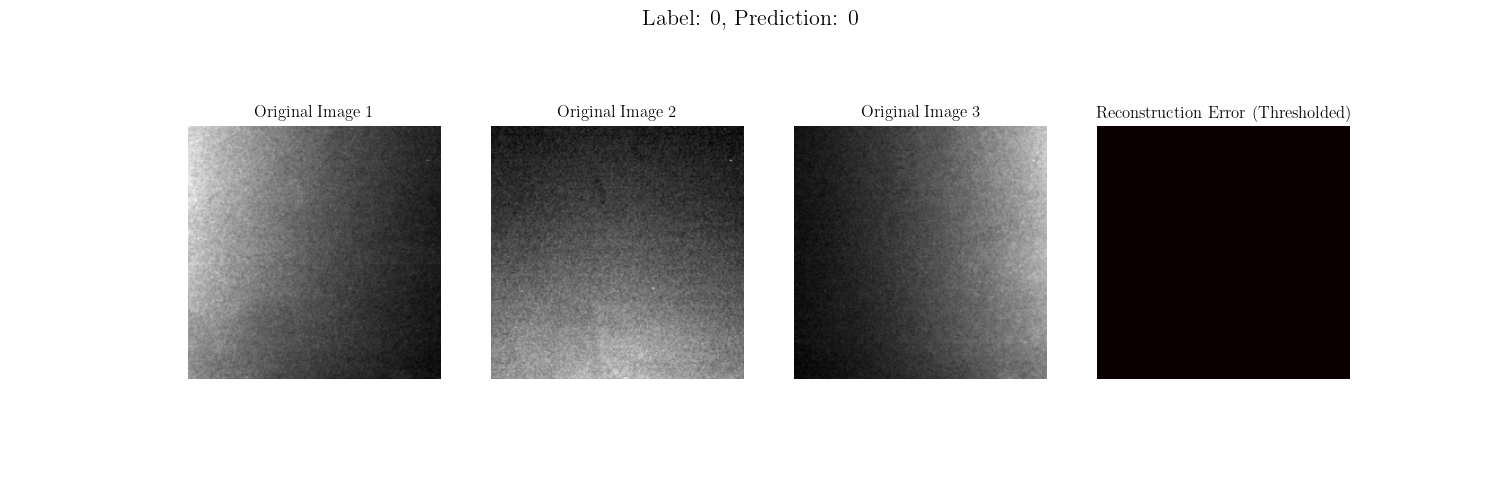 Label: 0, Prediction: 0
Original Image 1
Original Image 2
Original Image 3
Reconstruction Error (Thresholded)